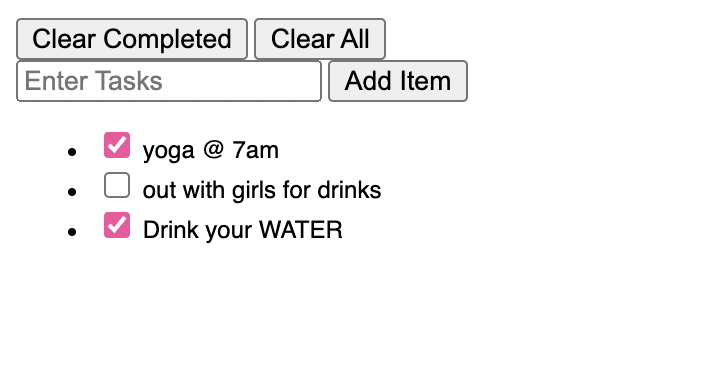 Clear Completed Clear All
Enter Tasks Add Item
yoga @ 7am
out with girls for drinks
Drink your WATER